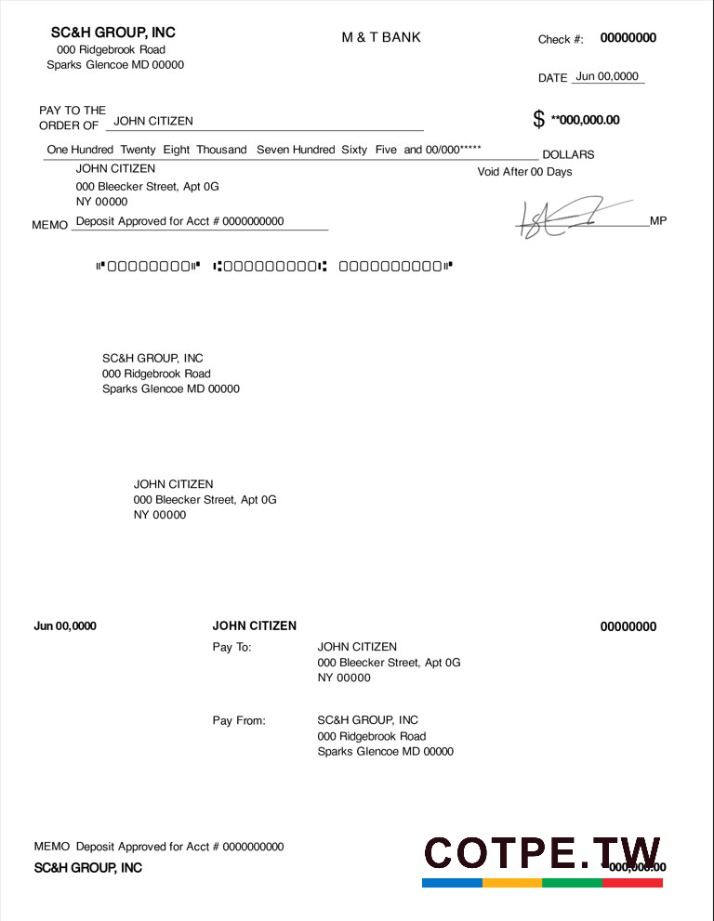 SC&H GROUP, INC
000 Ridgebrook Road
Sparks Glencoe MD 00000
M & T BANK
Check #: 00000000
DATE Jun 00,0000
PAY TO THE
ORDER OF JOHN CITIZEN
$ **000,000.00
One Hundred Twenty Eight Thousand Seven Hundred Sixty Five and 00/000***** DOLLARS
JOHN CITIZEN
000 Bleecker Street, Apt 0G
NY 00000
Void After 00 Days
MEMO Deposit Approved for Acct # 0000000000
MP
⑈00000000⑈ ⑆000000000⑆ 0000000000⑈
SC&H GROUP, INC
000 Ridgebrook Road
Sparks Glencoe MD 00000
JOHN CITIZEN
000 Bleecker Street, Apt 0G
NY 00000
Jun 00,0000 JOHN CITIZEN 00000000
Pay To: JOHN CITIZEN
000 Bleecker Street, Apt 0G
NY 00000
Pay From: SC&H GROUP, INC
000 Ridgebrook Road
Sparks Glencoe MD 00000
MEMO Deposit Approved for Acct # 0000000000
SC&H GROUP, INC
COTPE.TW
000,000.00